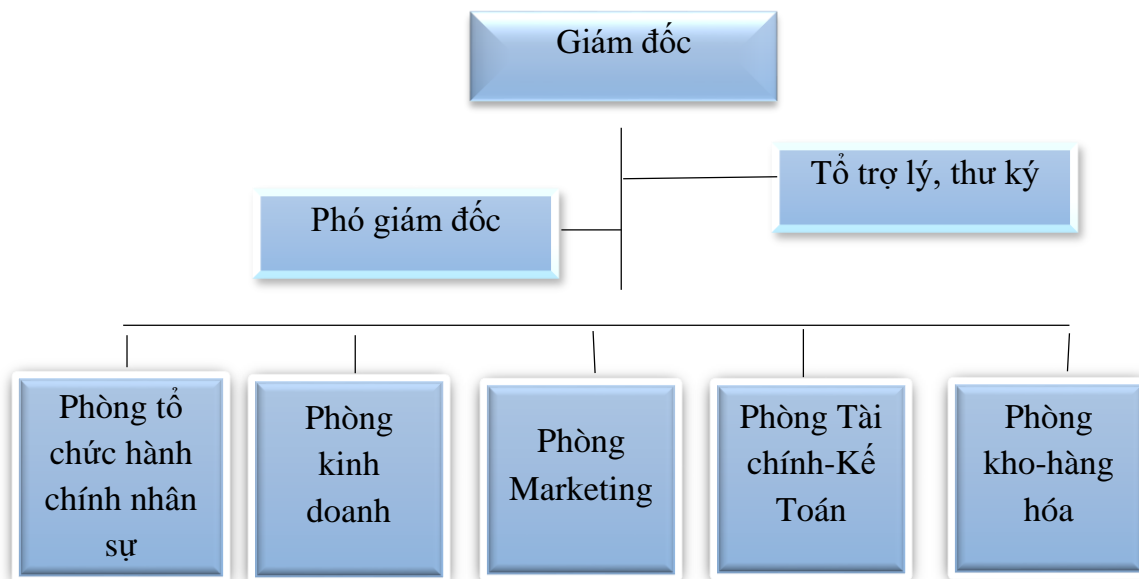 Giám đốc
Tổ trợ lý, thư ký
Phó giám đốc
Phòng tổ
chức hành
chính nhân
sự
Phòng
kinh
doanh
Phòng
Marketing
Phòng Tài
chính-Kế
Toán
Phòng
kho-hàng
hóa